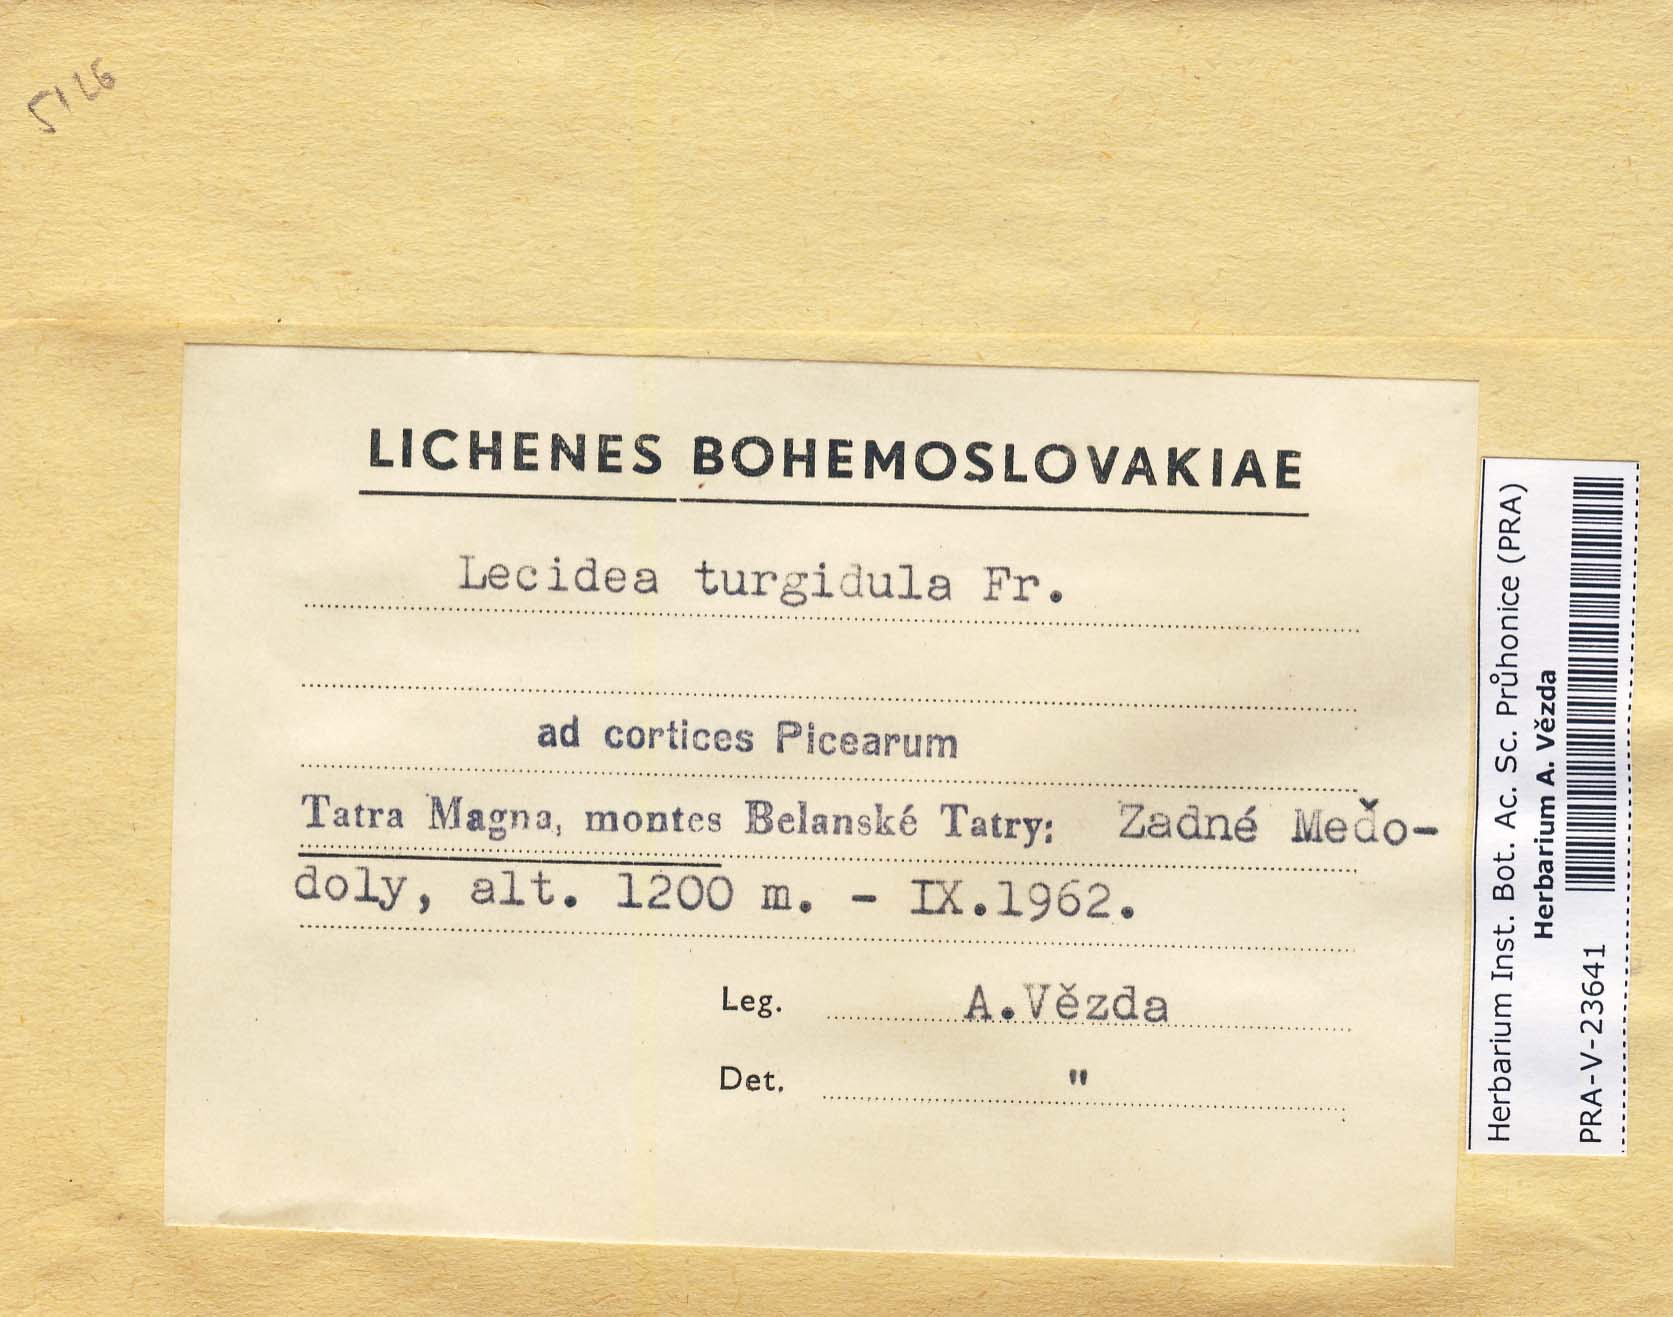 LICHENES BOHEMOSLOVAKIAE
Lecidea turgidula Fr.
ad cortices Picearum
Tatra Magna, montes Belanské Tatry: Zadné Meďo-
doly, alt. 1200 m. - IX.1962.
Leg. A.Vězda
Det. "
Herbarium Inst. Bot. Ac. Sc. Průhonice (PRA)
Herbarium A. Vězda
PRA-V-23641